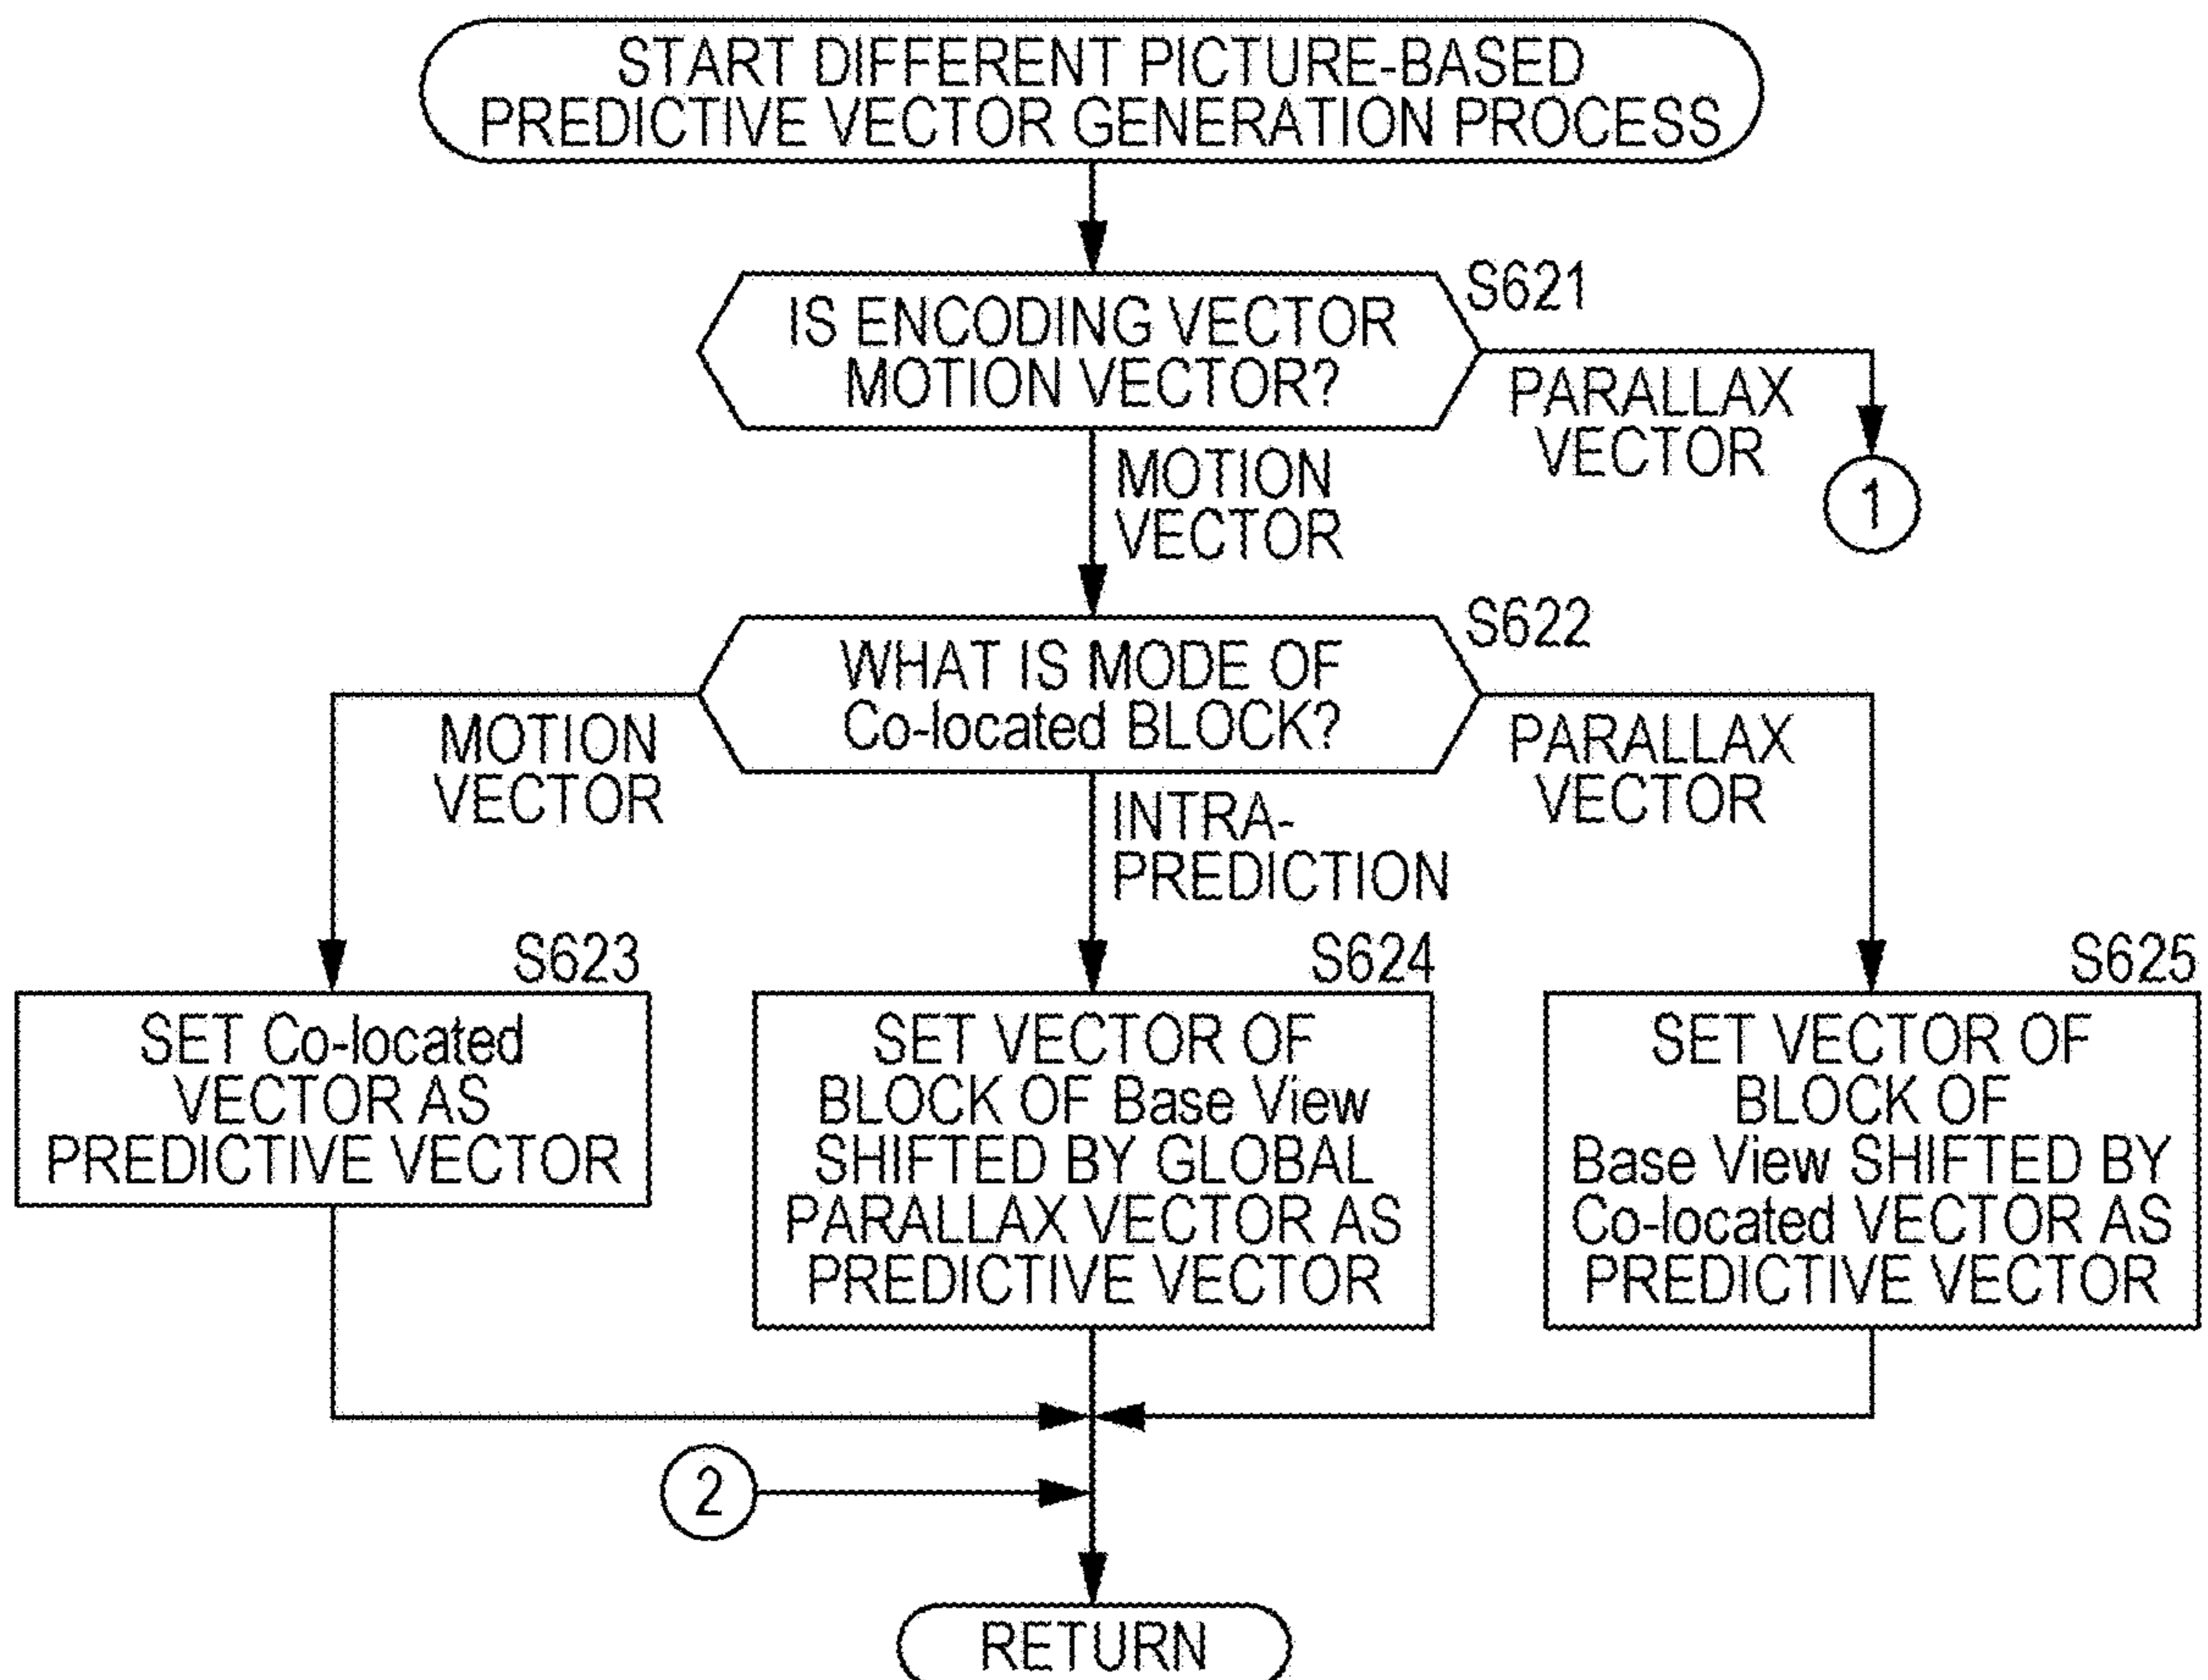 START DIFFERENT PICTURE-BASED
PREDICTIVE VECTOR GENERATION PROCESS
S621
IS ENCODING VECTOR
MOTION VECTOR?
PARALLAX
VECTOR
1
MOTION
VECTOR
S622
WHAT IS MODE OF
Co-located BLOCK?
MOTION
VECTOR
INTRA-
PREDICTION
PARALLAX
VECTOR
S623
SET Co-located
VECTOR AS
PREDICTIVE VECTOR
S624
SET VECTOR OF
BLOCK OF Base View
SHIFTED BY GLOBAL
PARALLAX VECTOR AS
PREDICTIVE VECTOR
S625
SET VECTOR OF
BLOCK OF
Base View SHIFTED BY
Co-located VECTOR AS
PREDICTIVE VECTOR
2
RETURN